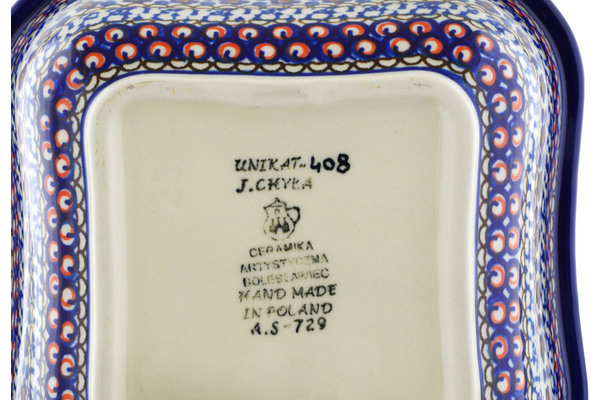 UNIKAT-408
J.CHYŁA
CERAMIKA
ARTYSTYCZNA
BOLESŁAWIEC
HAND MADE
IN POLAND
A.S-729